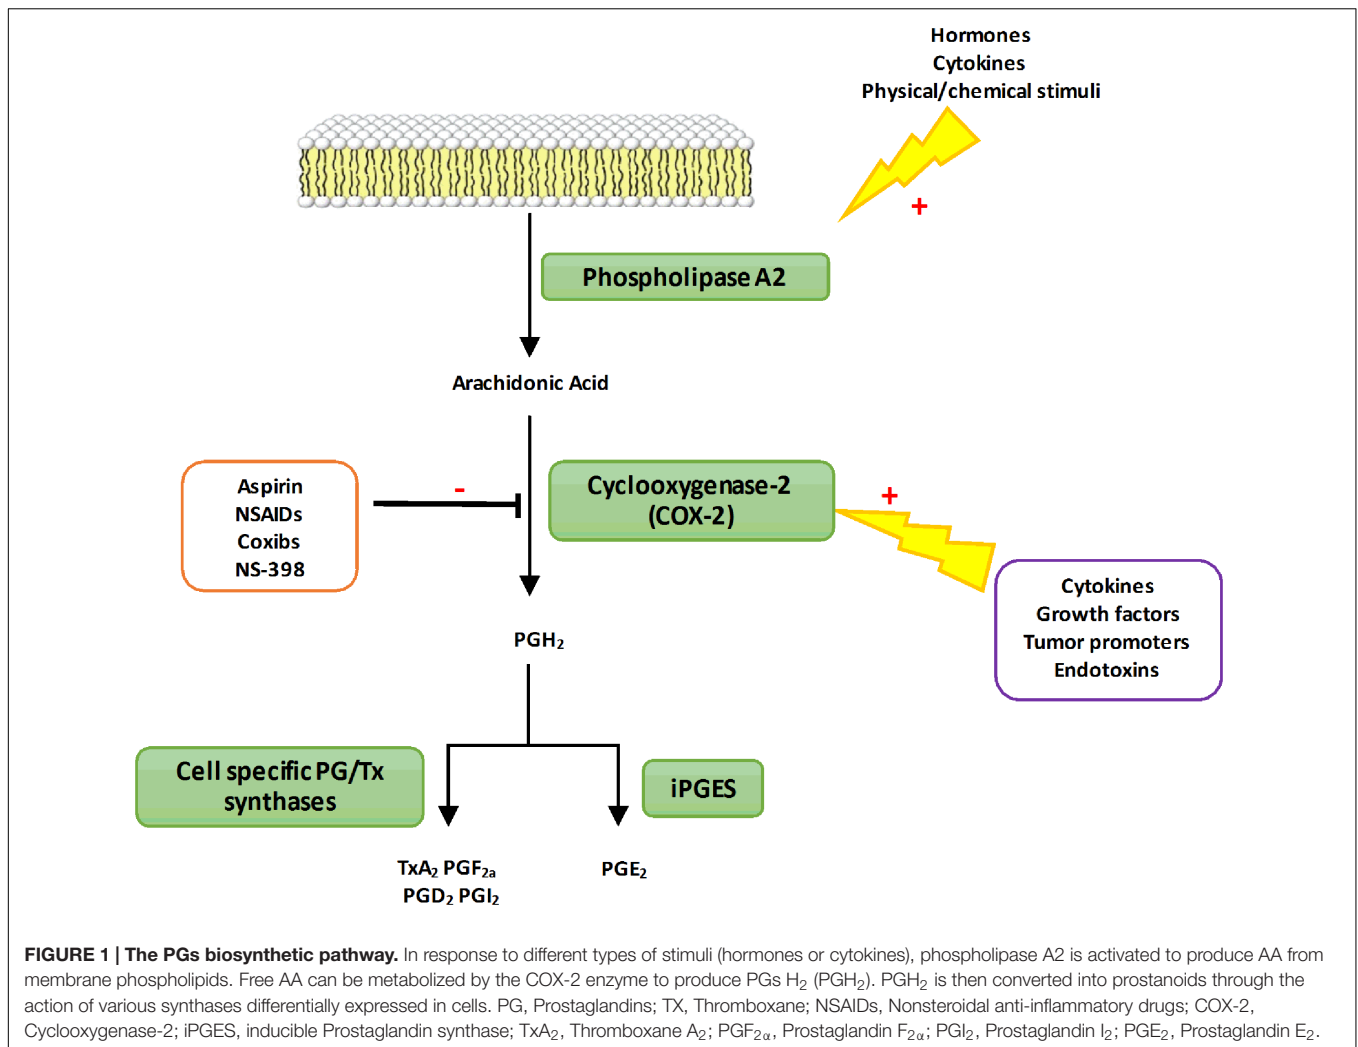 Hormones
Cytokines
Physical/chemical stimuli
+
Phospholipase A2
Arachidonic Acid
Aspirin
NSAIDs
Coxibs
NS-398
-
Cyclooxygenase-2
(COX-2)
+
Cytokines
Growth factors
Tumor promoters
Endotoxins
PGH₂
Cell specific PG/Tx
synthases
iPGES
TxA₂ PGF₂ₐ
PGD₂ PGI₂
PGE₂
FIGURE 1 | The PGs biosynthetic pathway. In response to different types of stimuli (hormones or cytokines), phospholipase A2 is activated to produce AA from
membrane phospholipids. Free AA can be metabolized by the COX-2 enzyme to produce PGs H₂ (PGH₂). PGH₂ is then converted into prostanoids through the
action of various synthases differentially expressed in cells. PG, Prostaglandins; TX, Thromboxane; NSAIDs, Nonsteroidal anti-inflammatory drugs; COX-2,
Cyclooxygenase-2; iPGES, inducible Prostaglandin synthase; TxA₂, Thromboxane A₂; PGF₂α, Prostaglandin F₂α; PGI₂, Prostaglandin I₂; PGE₂, Prostaglandin E₂.